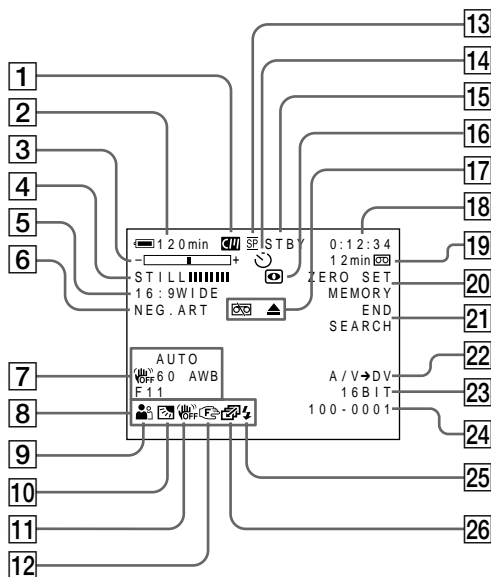 13
14
15
16
17
18
19
20
21
22
23
24
25
26
1
2
3
4
5
6
7
8
9
10
11
12
120min SP STBY 0:12:34
- + 12min
STILL ZERO SET
16:9WIDE MEMORY
NEG.ART END
SEARCH
AUTO
OFF 60 AWB A/V→DV
F11 16BIT
100-0001
OFF F